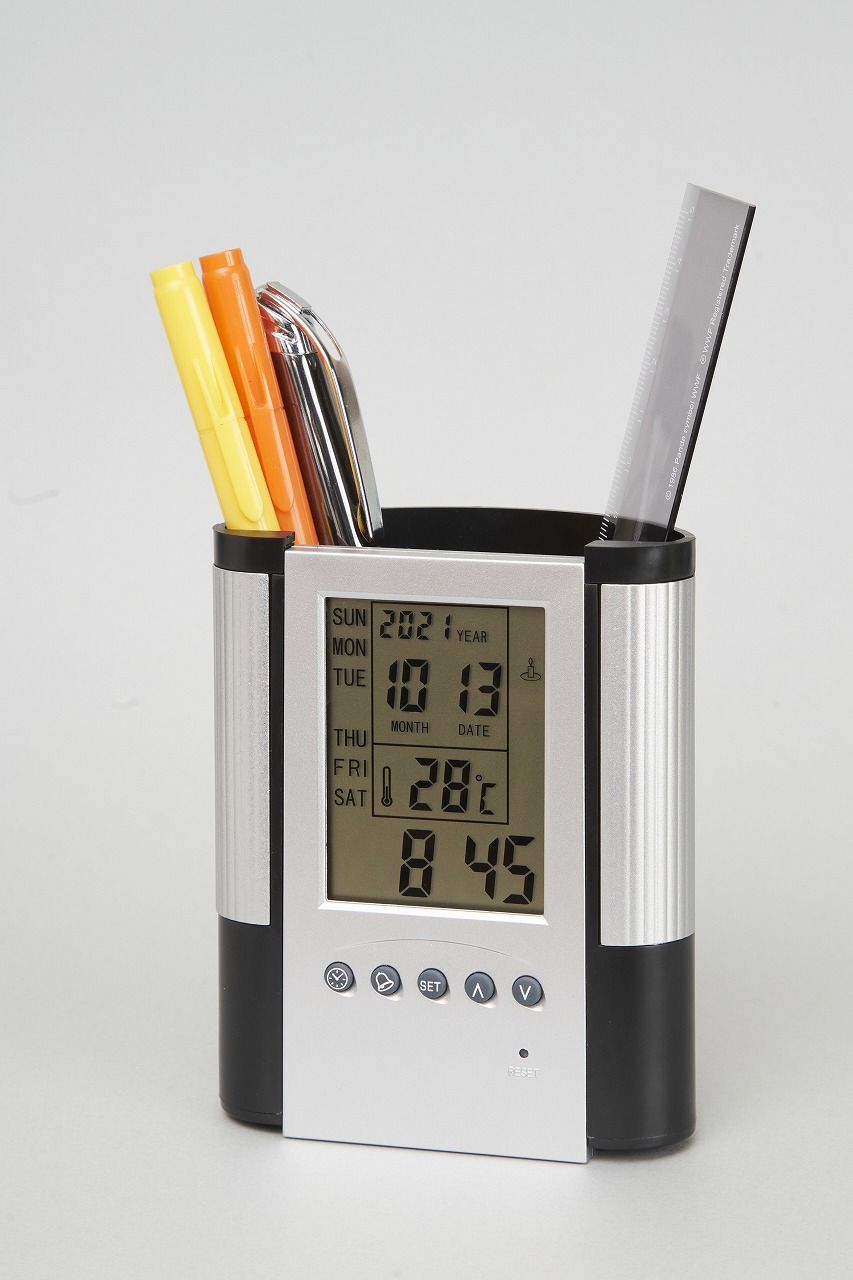 SUN
MON
TUE
THU
FRI
SAT
2021 YEAR
10 13
MONTH DATE
28°C
8 45
SET
RESET
© 1986 Panda symbol WWF © WWF Registered Trademark